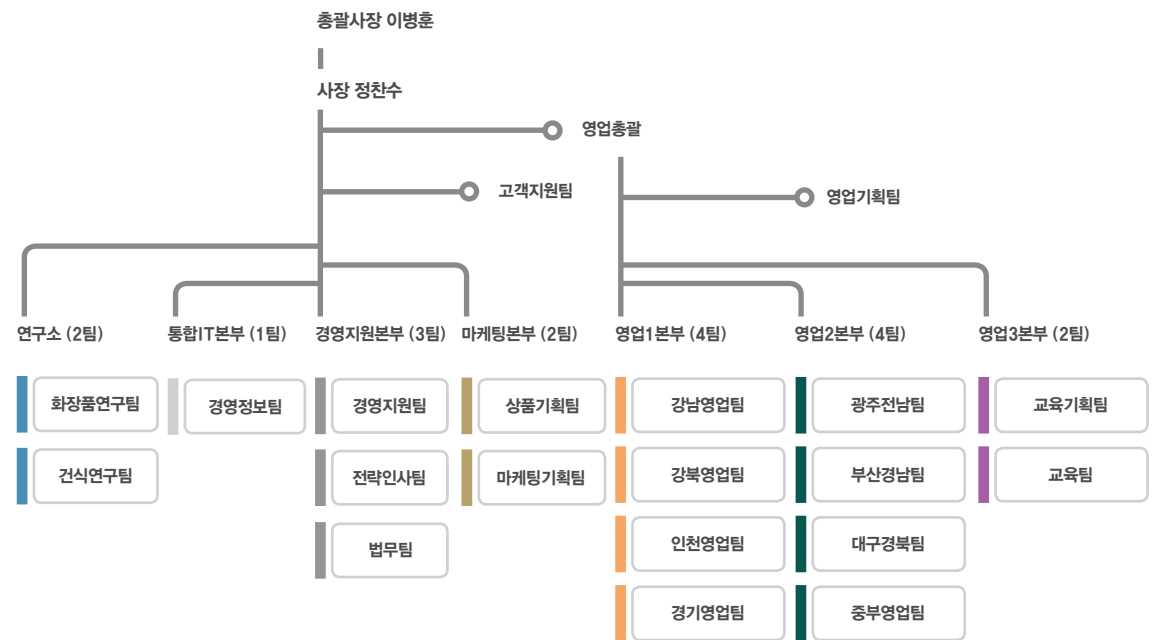 총괄사장 이병훈
사장 정찬수
영업총괄
고객지원팀
영업기획팀
연구소 (2팀)
통합IT본부 (1팀)
경영지원본부 (3팀)
마케팅본부 (2팀)
영업1본부 (4팀)
영업2본부 (4팀)
영업3본부 (2팀)
화장품연구팀
경영정보팀
경영지원팀
상품기획팀
강남영업팀
광주전남팀
교육기획팀
건식연구팀
전략인사팀
마케팅기획팀
강북영업팀
부산경남팀
교육팀
법무팀
인천영업팀
대구경북팀
경기영업팀
중부영업팀